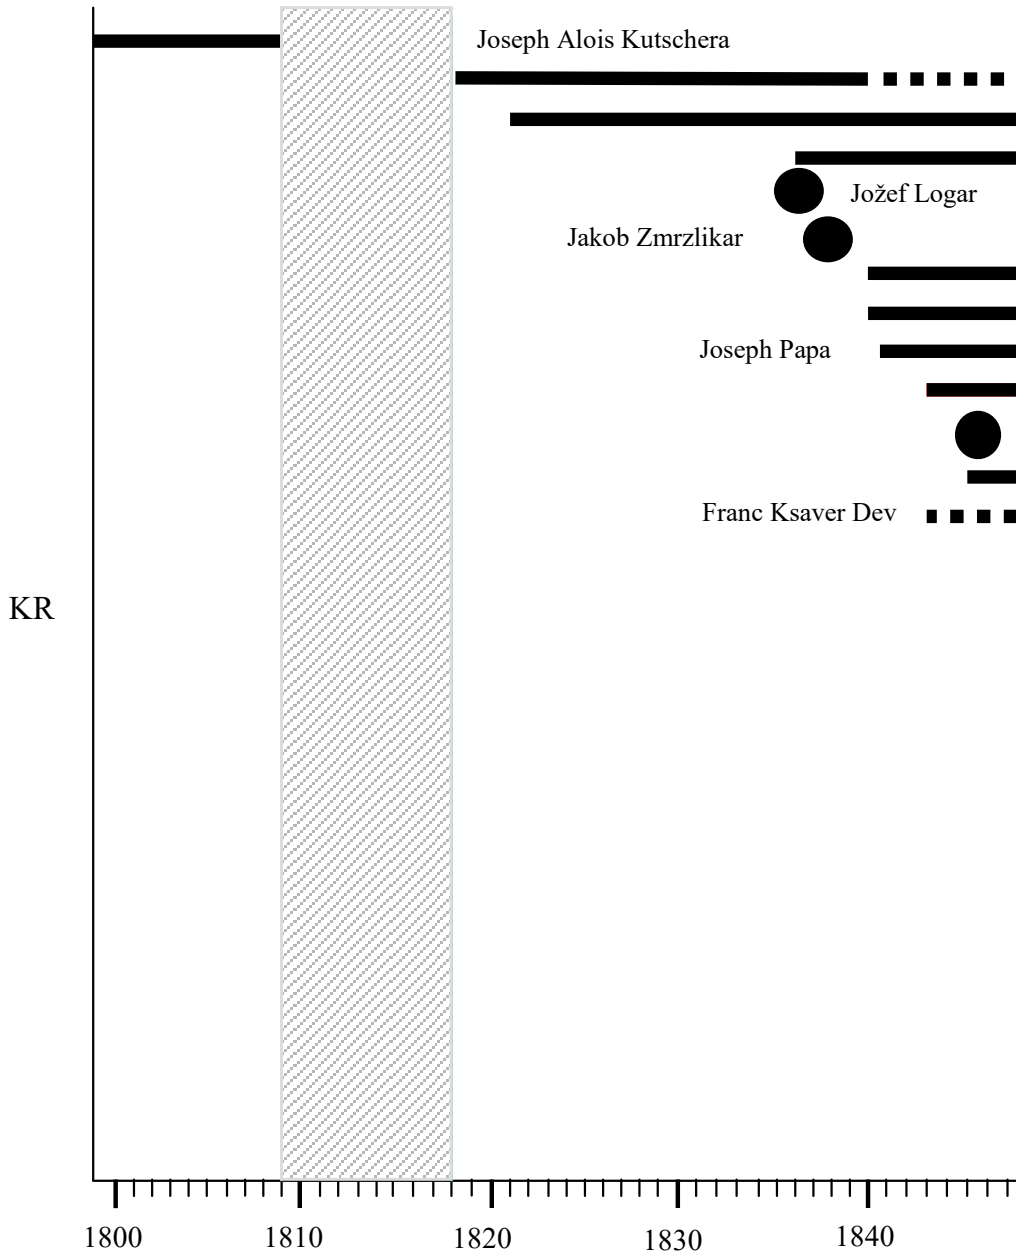 Joseph Alois Kutschera
Jožef Logar
Jakob Zmrzlikar
Joseph Papa
Franc Ksaver Dev
KR
1800 1810 1820 1830 1840